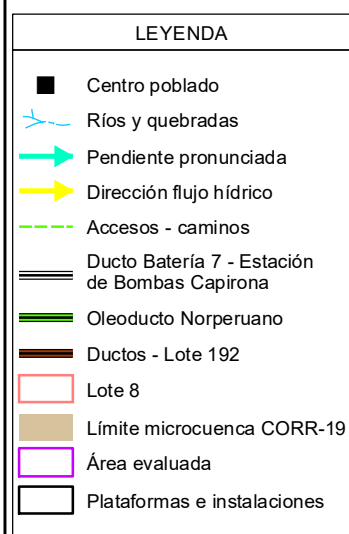 LEYENDA
Centro poblado
Ríos y quebradas
Pendiente pronunciada
Dirección flujo hídrico
Accesos - caminos
Ducto Batería 7 - Estación
de Bombas Capirona
Oleoducto Norperuano
Ductos - Lote 192
Lote 8
Límite microcuenca CORR-19
Área evaluada
Plataformas e instalaciones